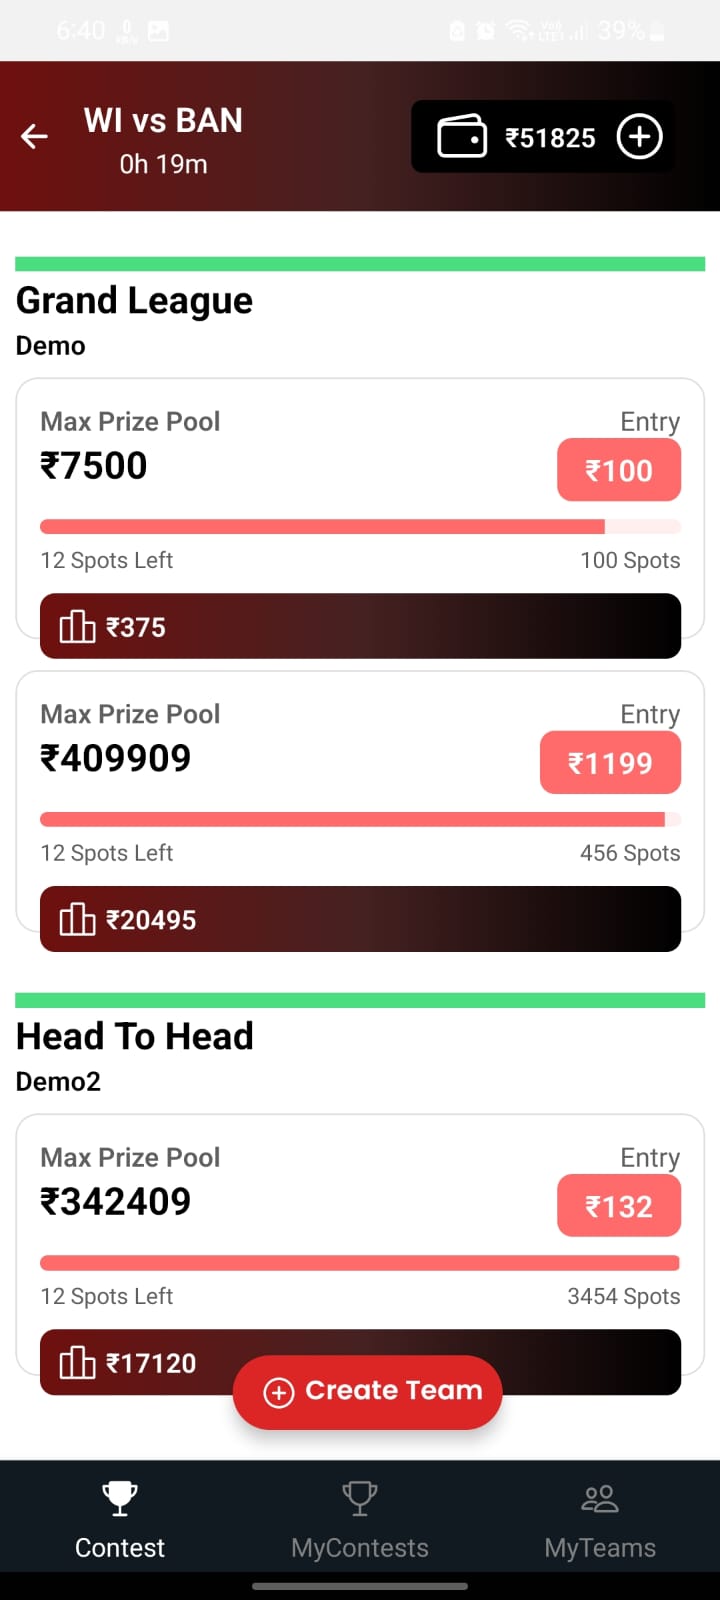 6:40 0 KB/s 39%
WI vs BAN
0h 19m
₹51825
Grand League
Demo
Max Prize Pool Entry
₹7500 ₹100
12 Spots Left 100 Spots
₹375
Max Prize Pool Entry
₹409909 ₹1199
12 Spots Left 456 Spots
₹20495
Head To Head
Demo2
Max Prize Pool Entry
₹342409 ₹132
12 Spots Left 3454 Spots
₹17120
Create Team
Contest MyContests MyTeams